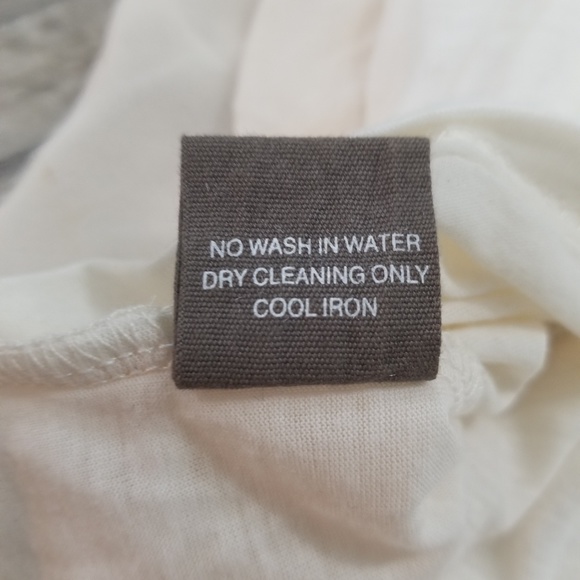 NO WASH IN WATER
DRY CLEANING ONLY
COOL IRON